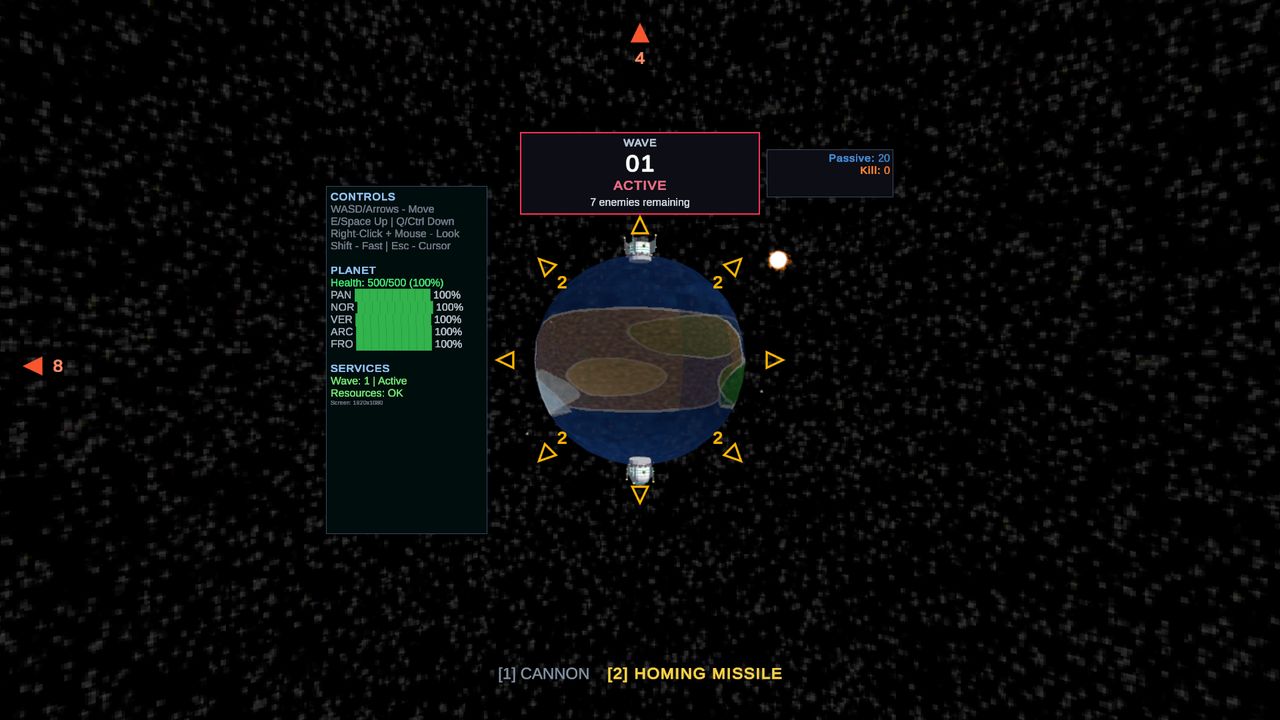 4
WAVE
01
ACTIVE
7 enemies remaining
Passive: 20
Kill: 0
CONTROLS
WASD/Arrows - Move
E/Space Up | Q/Ctrl Down
Right-Click + Mouse - Look
Shift - Fast | Esc - Cursor
PLANET
Health: 500/500 (100%)
PAN 100%
NOR 100%
VER 100%
ARC 100%
FRO 100%
SERVICES
Wave: 1 | Active
Resources: OK
Screen: 1920x1080
2
2
8
2
2
[1] CANNON [2] HOMING MISSILE